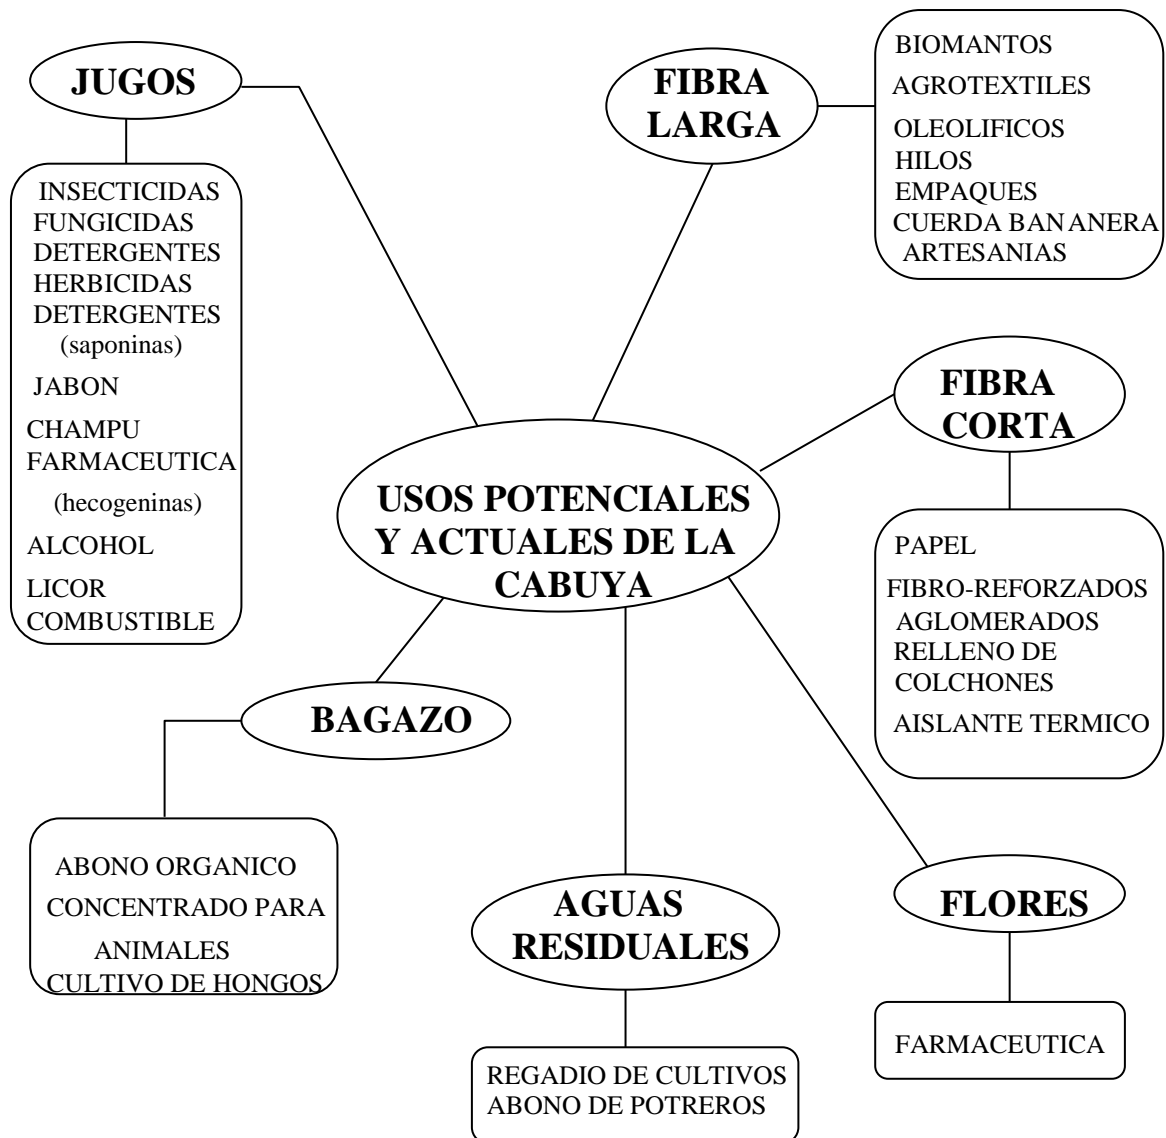 JUGOS
INSECTICIDAS
FUNGICIDAS
DETERGENTES
HERBICIDAS
DETERGENTES
(saponinas)
JABON
CHAMPU
FARMACEUTICA
(hecogeninas)
ALCOHOL
LICOR
COMBUSTIBLE
FIBRA
LARGA
BIOMANTOS
AGROTEXTILES
OLEOLIFICOS
HILOS
EMPAQUES
CUERDA BANANERA
ARTESANIAS
FIBRA
CORTA
PAPEL
FIBRO-REFORZADOS
AGLOMERADOS
RELLENO DE
COLCHONES
AISLANTE TERMICO
USOS POTENCIALES
Y ACTUALES DE LA
CABUYA
BAGAZO
ABONO ORGANICO
CONCENTRADO PARA
ANIMALES
CULTIVO DE HONGOS
AGUAS
RESIDUALES
REGADIO DE CULTIVOS
ABONO DE POTREROS
FLORES
FARMACEUTICA